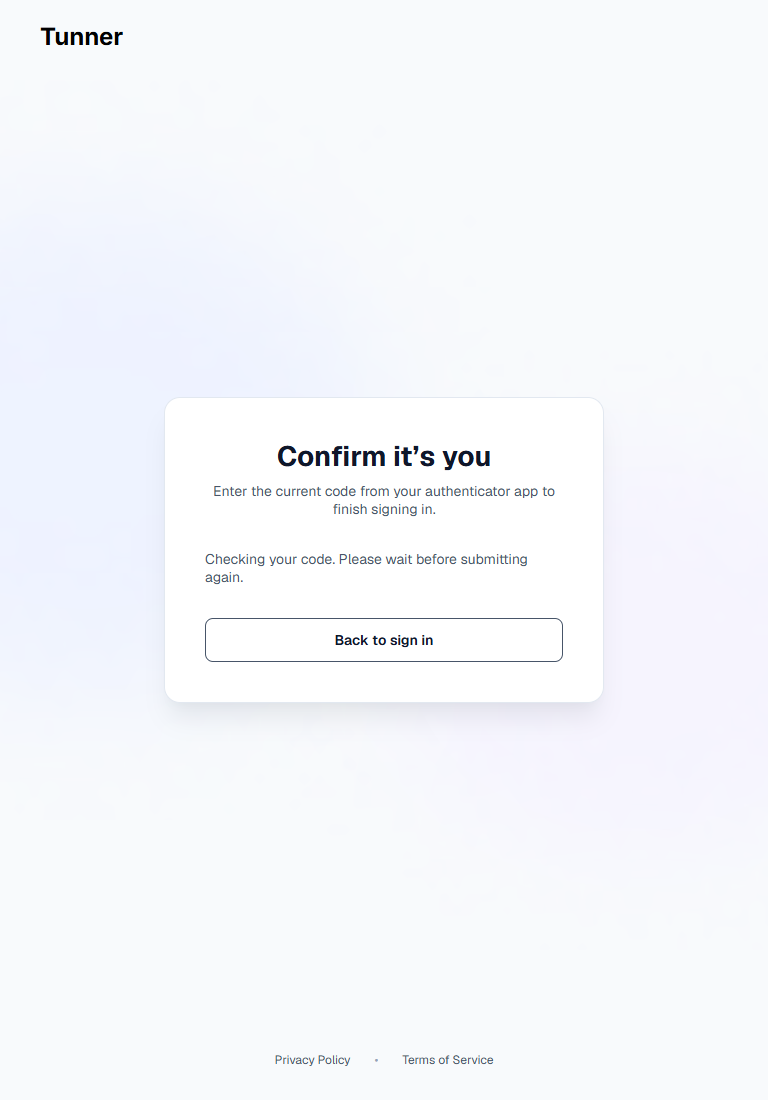 Tunner
Confirm it’s you
Enter the current code from your authenticator app to
finish signing in.
Checking your code. Please wait before submitting
again.
Back to sign in
Privacy Policy • Terms of Service